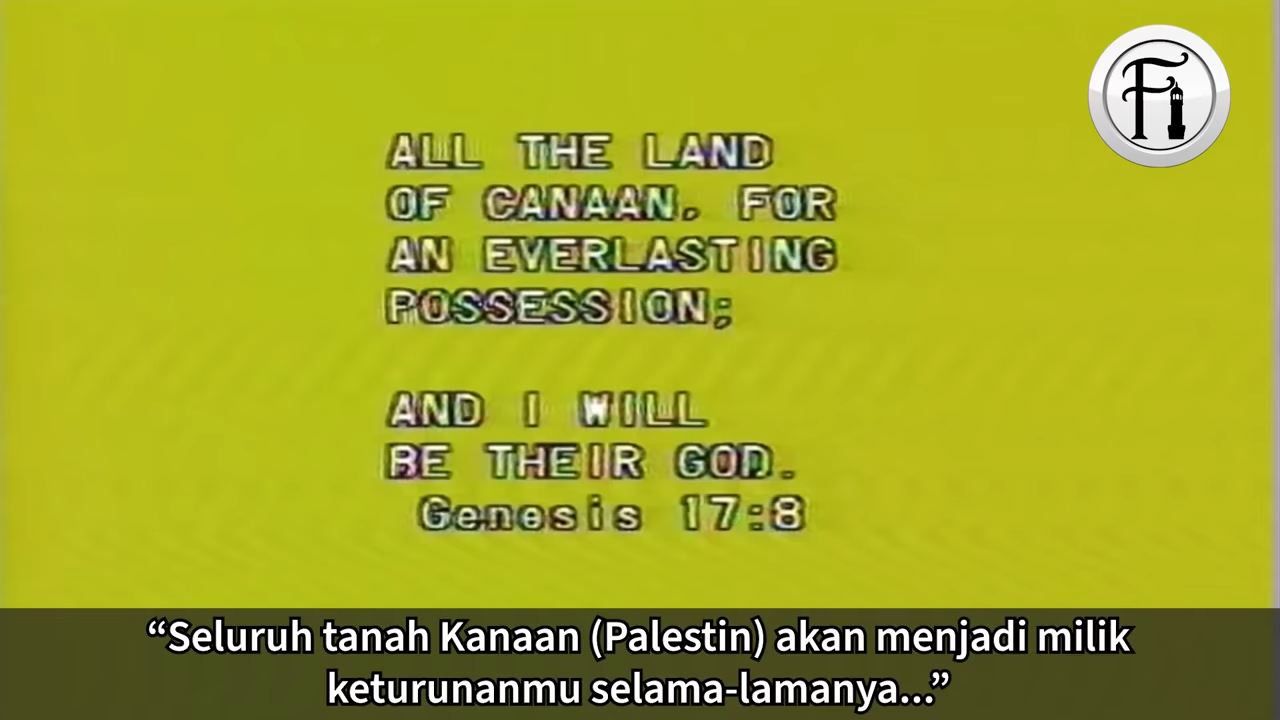 Fi
ALL THE LAND
OF CANAAN, FOR
AN EVERLASTING
POSSESSION;
AND I WILL
BE THEIR GOD.
Genesis 17:8
“Seluruh tanah Kanaan (Palestin) akan menjadi milik
keturunanmu selama-lamanya...”